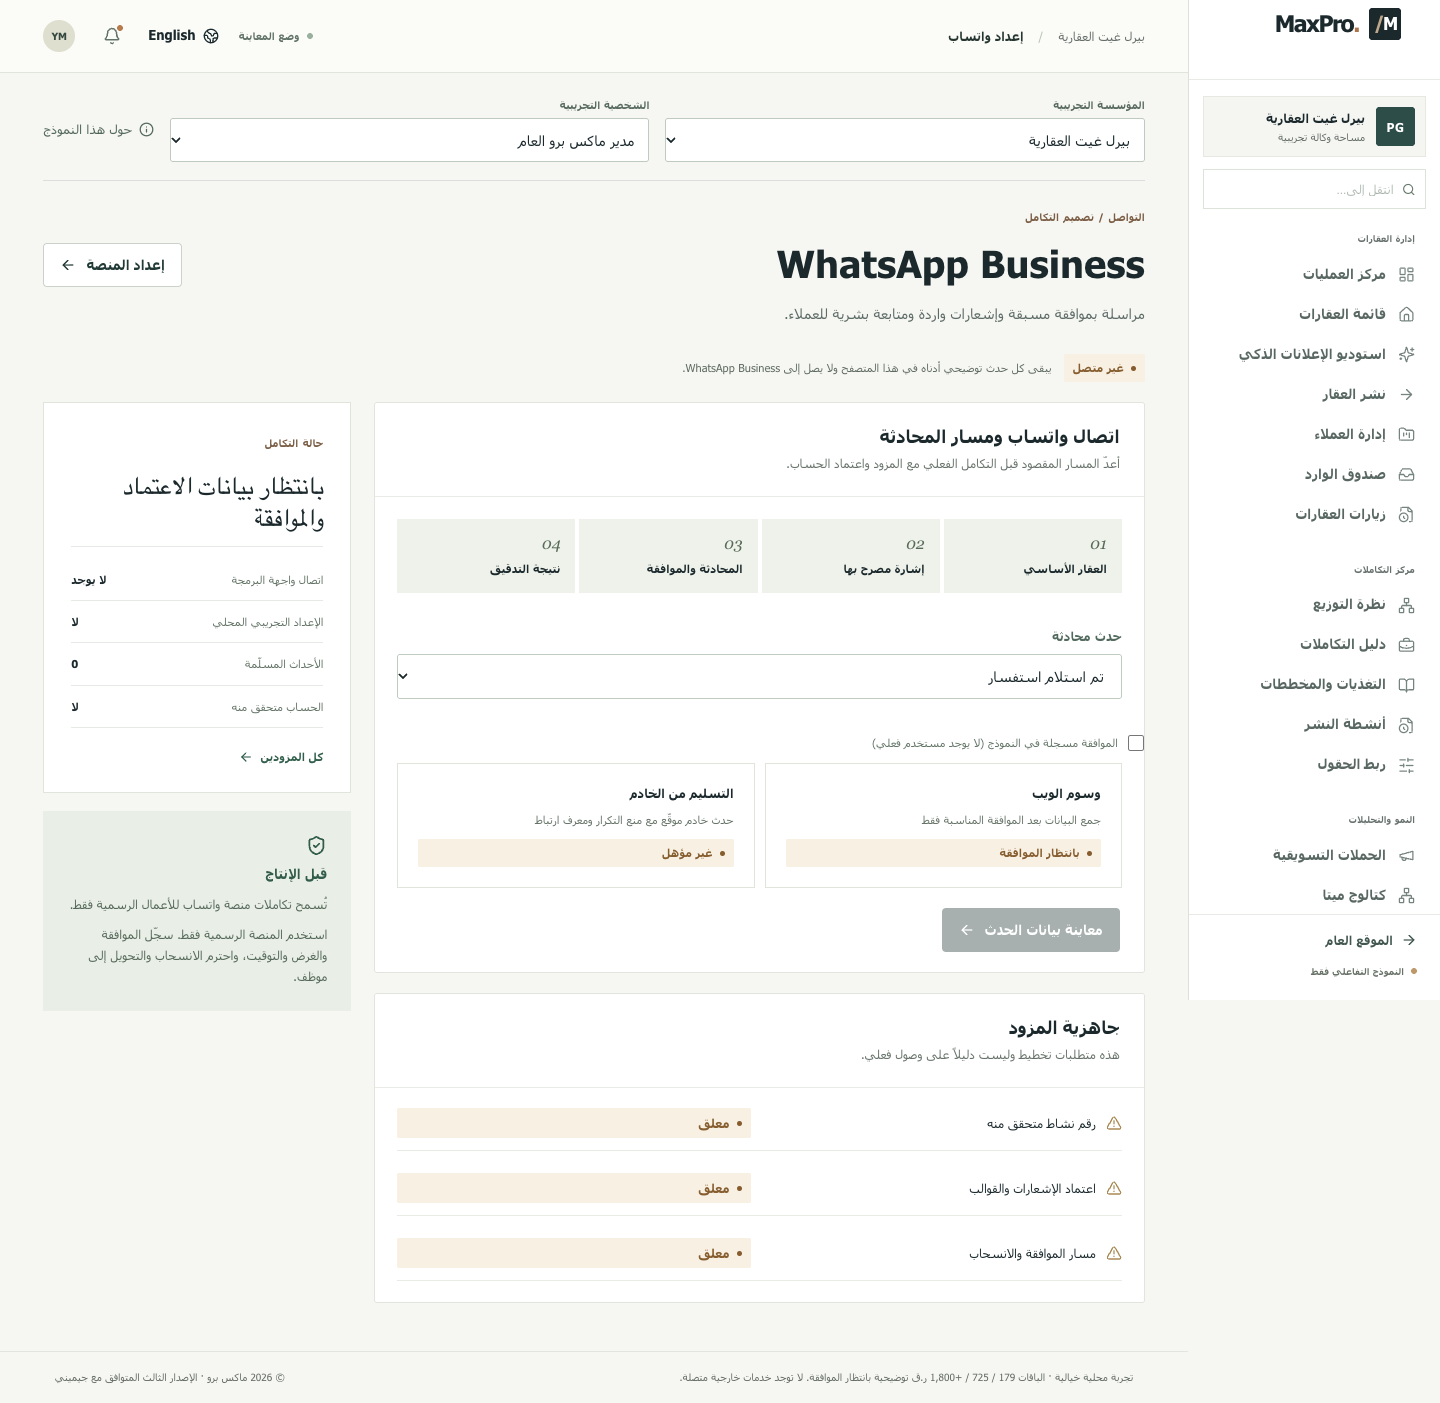 MaxPro.
/M
PG
بيرل غيت العقارية
مساحة وكالة تجريبية
انتقل إلى...
إدارة العقارات
مركز العمليات
قائمة العقارات
استوديو الإعلانات الذكي
نشر العقار
إدارة العملاء
صندوق الوارد
زيارات العقارات
مركز التكاملات
نظرة التوزيع
دليل التكاملات
التغذيات والمخططات
أنشطة النشر
ربط الحقول
النمو والتحليلات
الحملات التسويقية
كتالوج ميتا
الموقع العام
النموذج التفاعلي فقط
بيرل غيت العقارية / إعداد واتساب
وضع المعاينة
English
YM
المؤسسة التجريبية
بيرل غيت العقارية
الشخصية التجريبية
مدير ماكس برو العام
حول هذا النموذج
التواصل / تصميم التكامل
WhatsApp Business
مراسلة بموافقة مسبقة وإشعارات واردة ومتابعة بشرية للعملاء.
إعداد المنصة
غير متصل
يبقى كل حدث توضيحي أدناه في هذا المتصفح ولا يصل إلى WhatsApp Business.
اتصال واتساب ومسار المحادثة
أعدّ المسار المقصود قبل التكامل الفعلي مع المزود واعتماد الحساب.
01
العقار الأساسي
02
إشارة مصرح بها
03
المحادثة والموافقة
04
نتيجة التدقيق
حدث محادثة
تم استلام استفسار
الموافقة مسجلة في النموذج (لا يوجد مستخدم فعلي)
وسوم الويب
جمع البيانات بعد الموافقة المناسبة فقط
بانتظار الموافقة
التسليم من الخادم
حدث خادم موقّع مع منع التكرار ومعرف ارتباط
غير مؤهل
معاينة بيانات الحدث
جاهزية المزود
هذه متطلبات تخطيط وليست دليلاً على وصول فعلي.
رقم نشاط متحقق منه
معلق
اعتماد الإشعارات والقوالب
معلق
مسار الموافقة والانسحاب
معلق
حالة التكامل
بانتظار بيانات الاعتماد
والموافقة
اتصال واجهة البرمجة
لا يوجد
الإعداد التجريبي المحلي
لا
الأحداث المسلّمة
0
الحساب متحقق منه
لا
كل المزودين
قبل الإنتاج
تُسمح تكاملات منصة واتساب للأعمال الرسمية فقط.
استخدم المنصة الرسمية فقط. سجّل الموافقة
والغرض والتوقيت، واحترم الانسحاب والتحويل إلى
موظف.
تجربة محلية خيالية · الباقات 179 / 725 / +1,800 ر.ق توضيحية بانتظار الموافقة. لا توجد خدمات خارجية متصلة.
© 2026 ماكس برو · الإصدار الثالث المتوافق مع جيميني